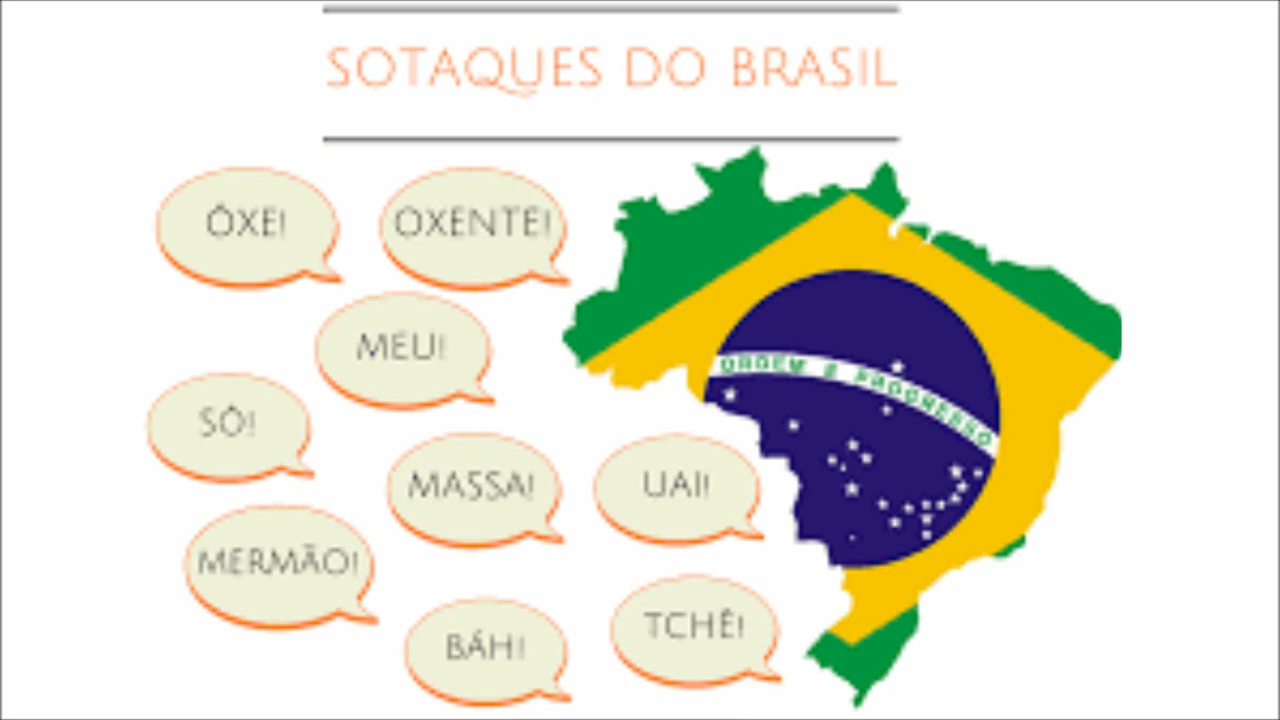 SOTAQUES DO BRASIL
ÔXE!
OXENTE!
MEU!
SÔ!
MASSA!
UAI!
MERMÃO!
BÁH!
TCHÊ!
ORDEM E PROGRESSO